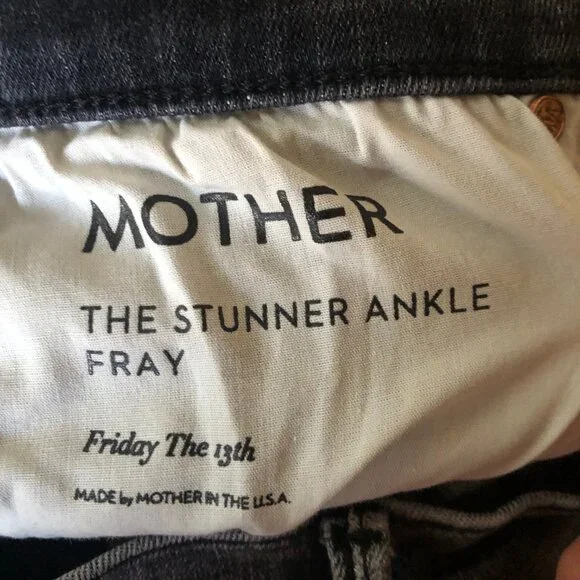 MOTHER
THE STUNNER ANKLE
FRAY
Friday The 13th
MADE by MOTHER IN THE U.S.A.